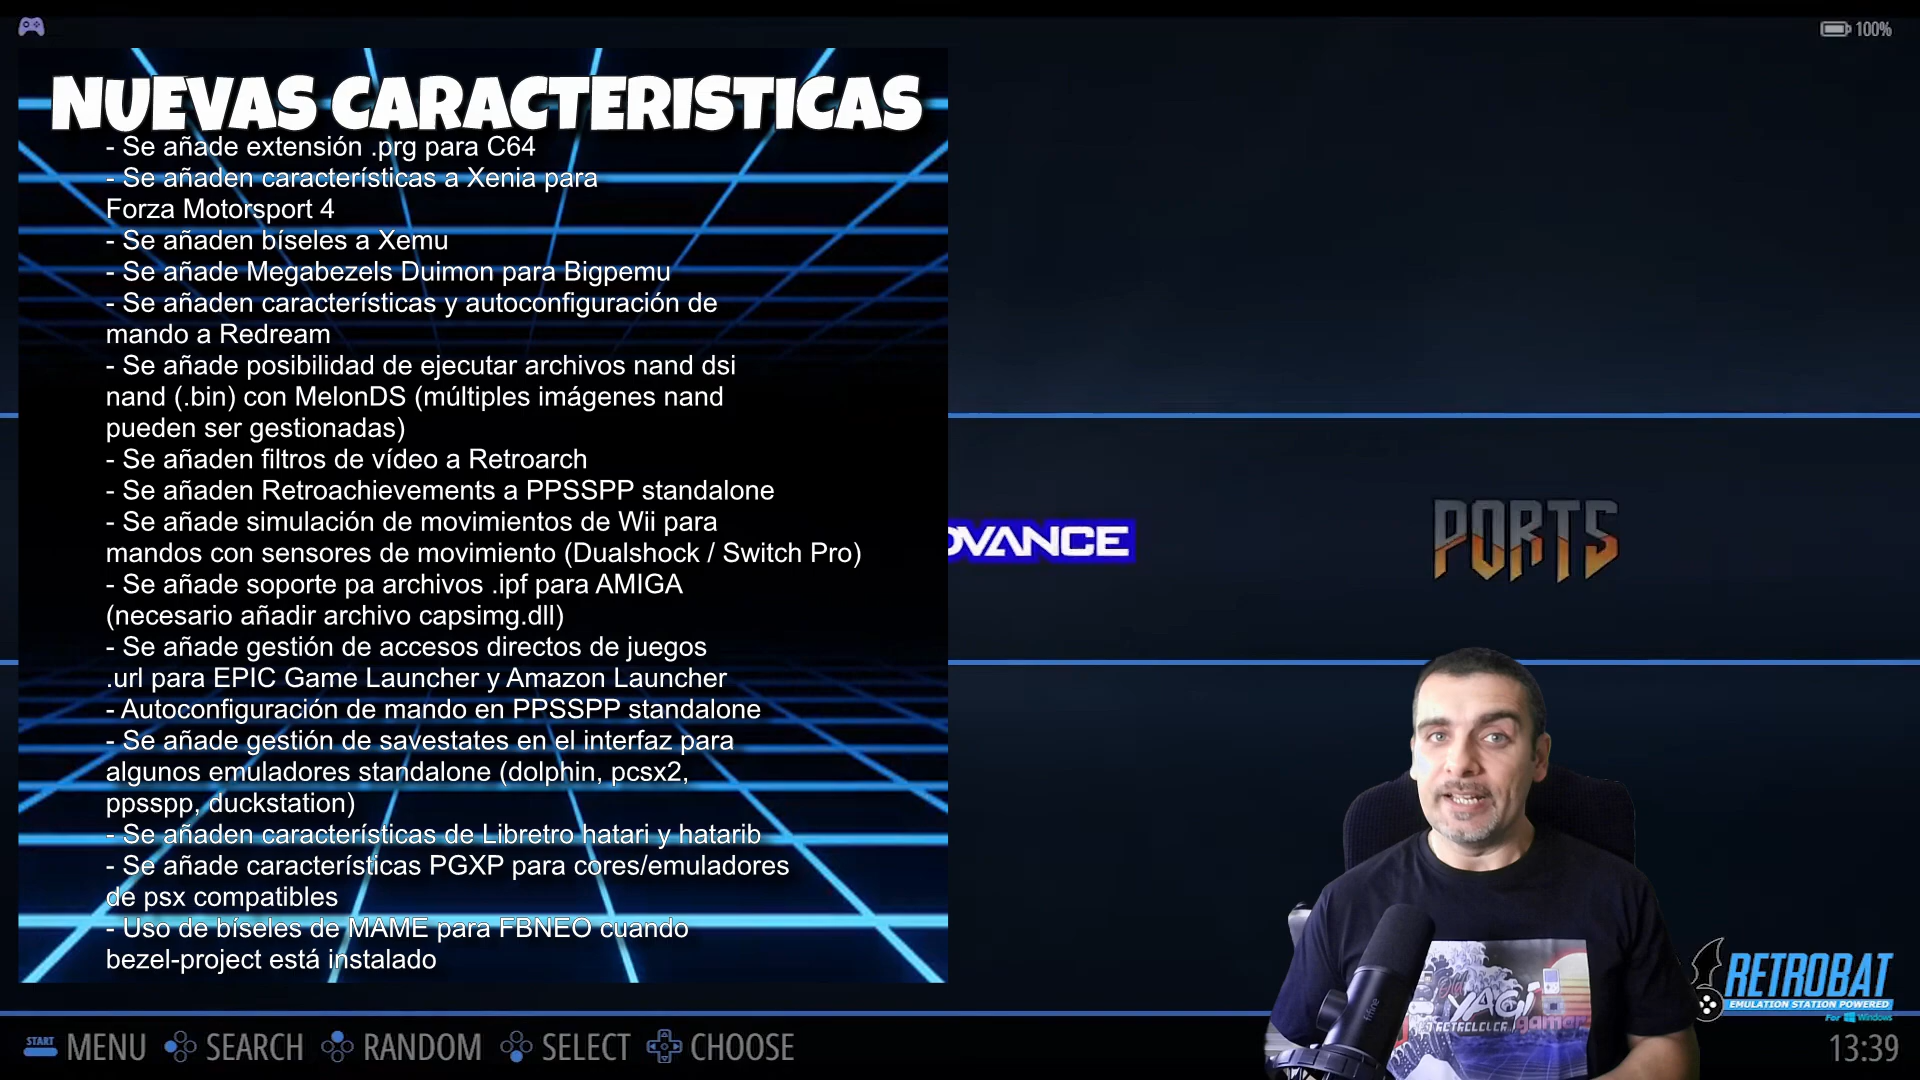 100%
NUEVAS CARACTERISTICAS
- Se añade extensión .prg para C64
- Se añaden características a Xenia para
Forza Motorsport 4
- Se añaden bíseles a Xemu
- Se añade Megabezels Duimon para Bigpemu
- Se añaden características y autoconfiguración de
mando a Redream
- Se añade posibilidad de ejecutar archivos nand dsi
nand (.bin) con MelonDS (múltiples imágenes nand
pueden ser gestionadas)
- Se añaden filtros de vídeo a Retroarch
- Se añaden Retroachievements a PPSSPP standalone
- Se añade simulación de movimientos de Wii para
mandos con sensores de movimiento (Dualshock / Switch Pro)
- Se añade soporte pa archivos .ipf para AMIGA
(necesario añadir archivo capsimg.dll)
- Se añade gestión de accesos directos de juegos
.url para EPIC Game Launcher y Amazon Launcher
- Autoconfiguración de mando en PPSSPP standalone
- Se añade gestión de savestates en el interfaz para
algunos emuladores standalone (dolphin, pcsx2,
ppsspp, duckstation)
- Se añaden características de Libretro hatari y hatarib
- Se añade características PGXP para cores/emuladores
de psx compatibles
- Uso de bíseles de MAME para FBNEO cuando
bezel-project está instalado
DVANCE
PORTS
YAGI
gamer
fifine
RETROBAT
EMULATION STATION POWERED
For Windows
START MENU SEARCH RANDOM SELECT CHOOSE
13:39